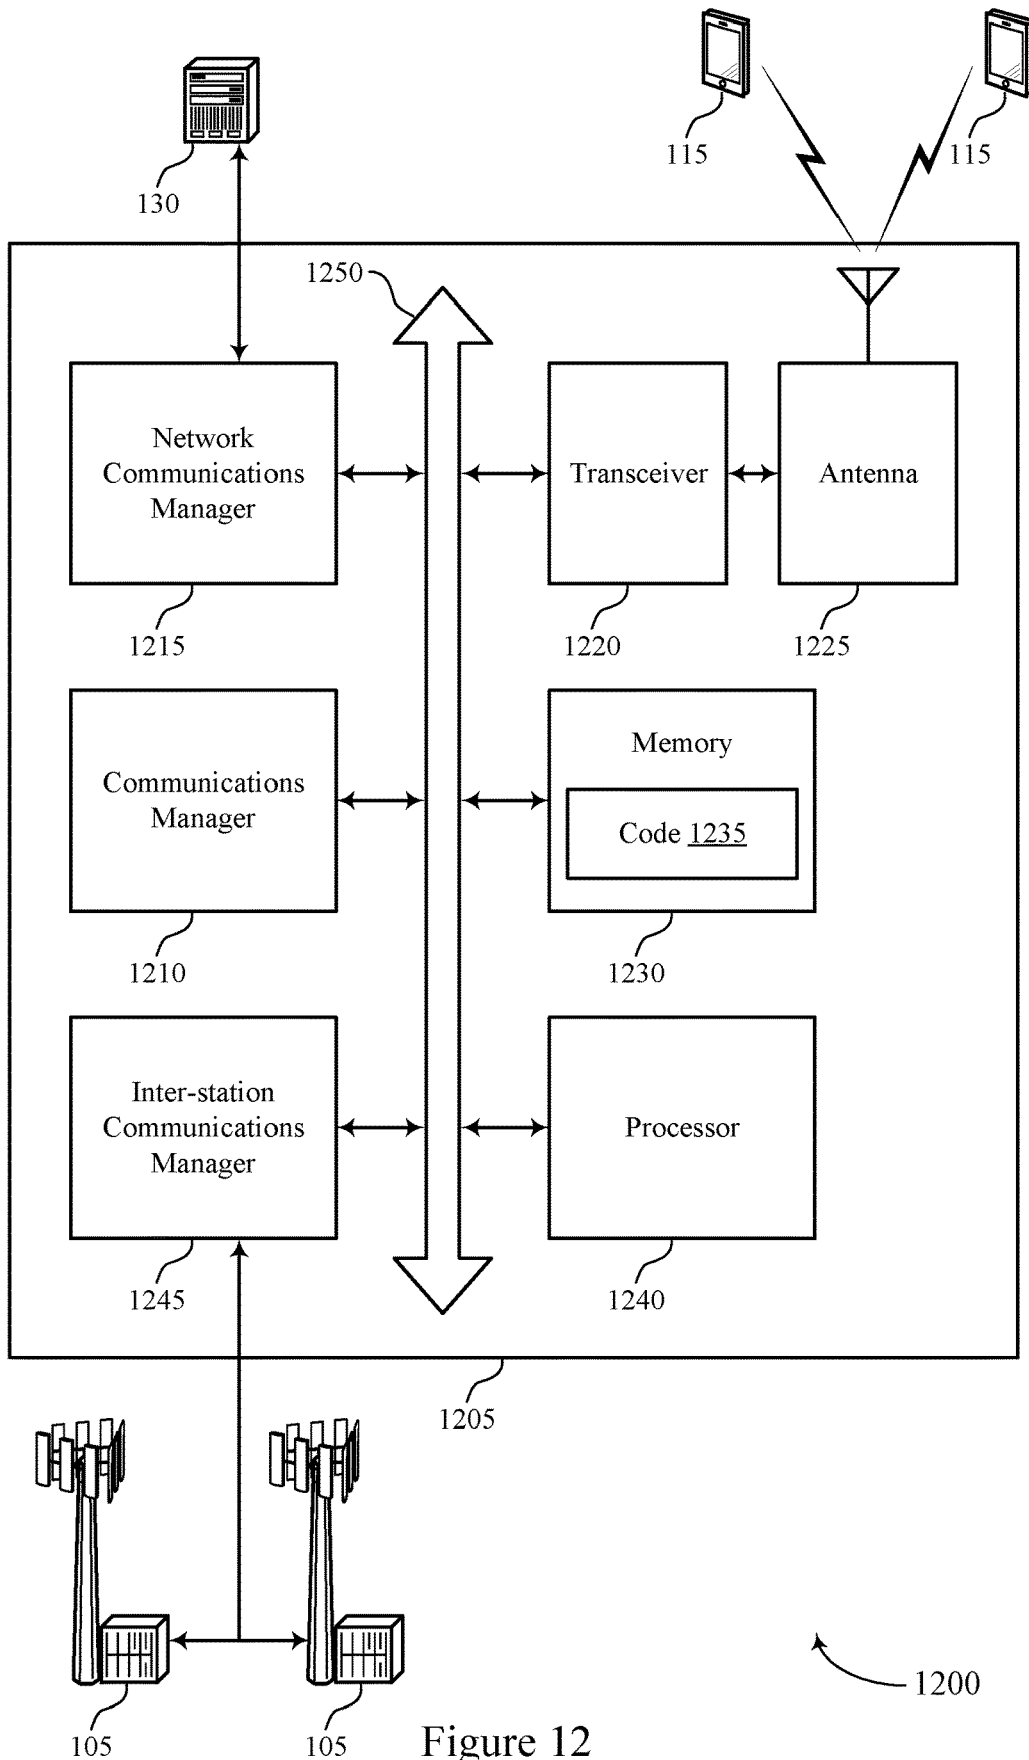 115
115
130
1250
Network
Communications
Manager
Transceiver
Antenna
1215
1220
1225
Communications
Manager
Memory
Code 1235
1210
1230
Inter-station
Communications
Manager
Processor
1245
1240
1205
1200
105
105
Figure 12